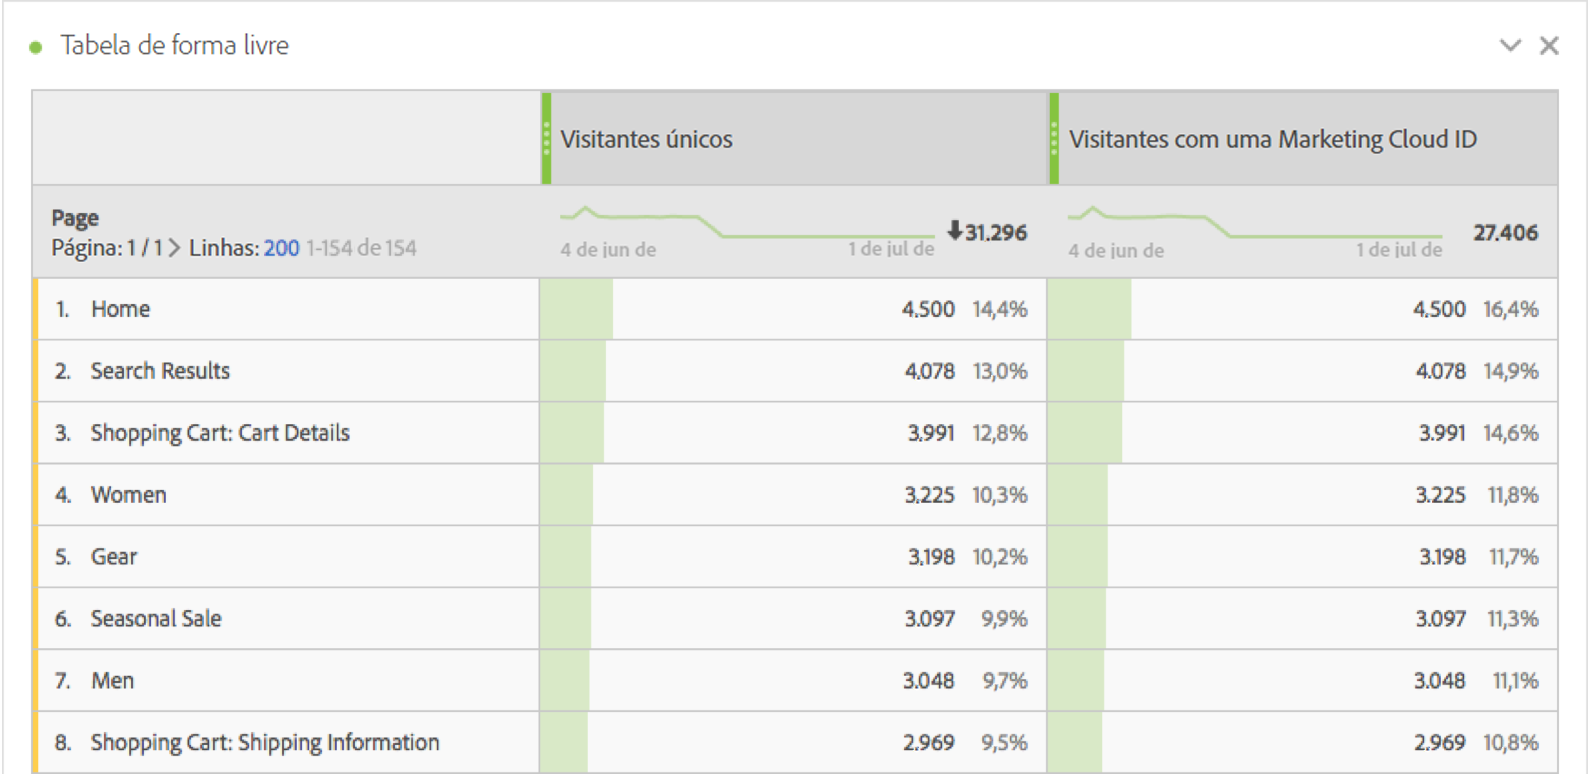 Tabela de forma livre
Visitantes únicos Visitantes com uma Marketing Cloud ID
Page
Página: 1 / 1 > Linhas: 200 1-154 de 154
4 de jun de 1 de jul de 31.296
4 de jun de 1 de jul de 27.406
1. Home 4.500 14,4% 4.500 16,4%
2. Search Results 4.078 13,0% 4.078 14,9%
3. Shopping Cart: Cart Details 3.991 12,8% 3.991 14,6%
4. Women 3.225 10,3% 3.225 11,8%
5. Gear 3.198 10,2% 3.198 11,7%
6. Seasonal Sale 3.097 9,9% 3.097 11,3%
7. Men 3.048 9,7% 3.048 11,1%
8. Shopping Cart: Shipping Information 2.969 9,5% 2.969 10,8%